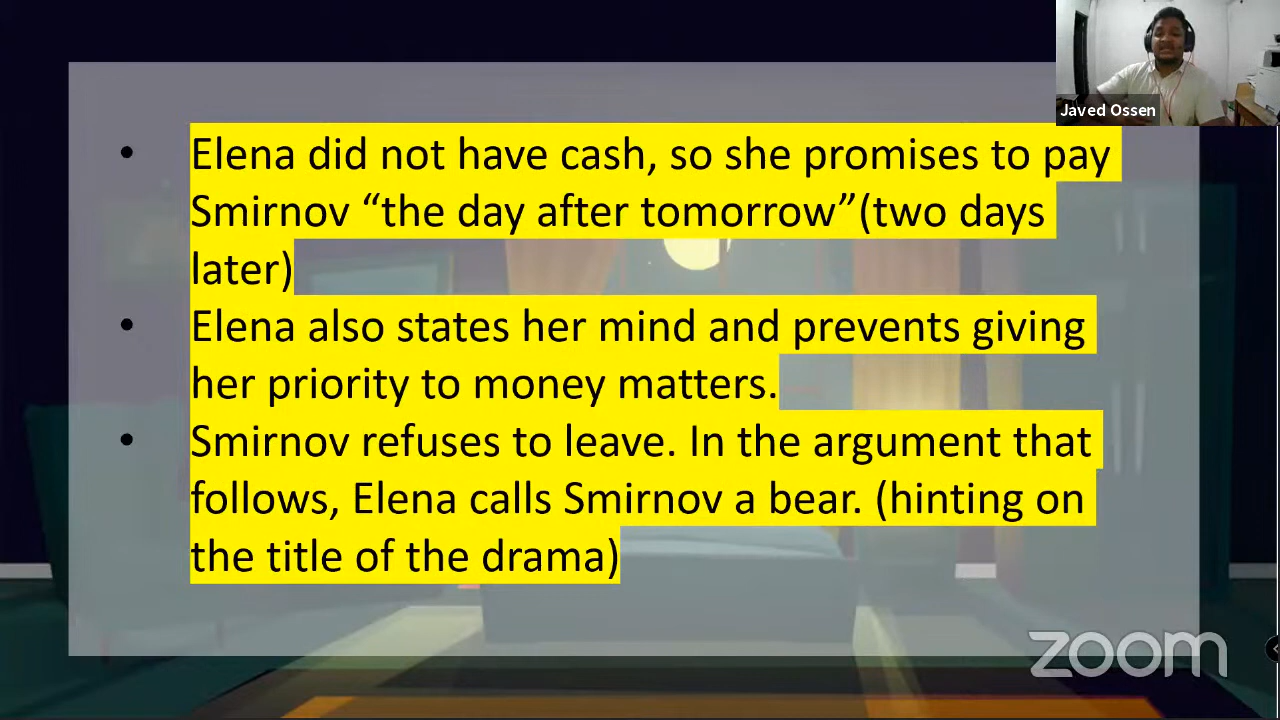 Javed Ossen
• Elena did not have cash, so she promises to pay
Smirnov “the day after tomorrow”(two days
later)
• Elena also states her mind and prevents giving
her priority to money matters.
• Smirnov refuses to leave. In the argument that
follows, Elena calls Smirnov a bear. (hinting on
the title of the drama)
zoom